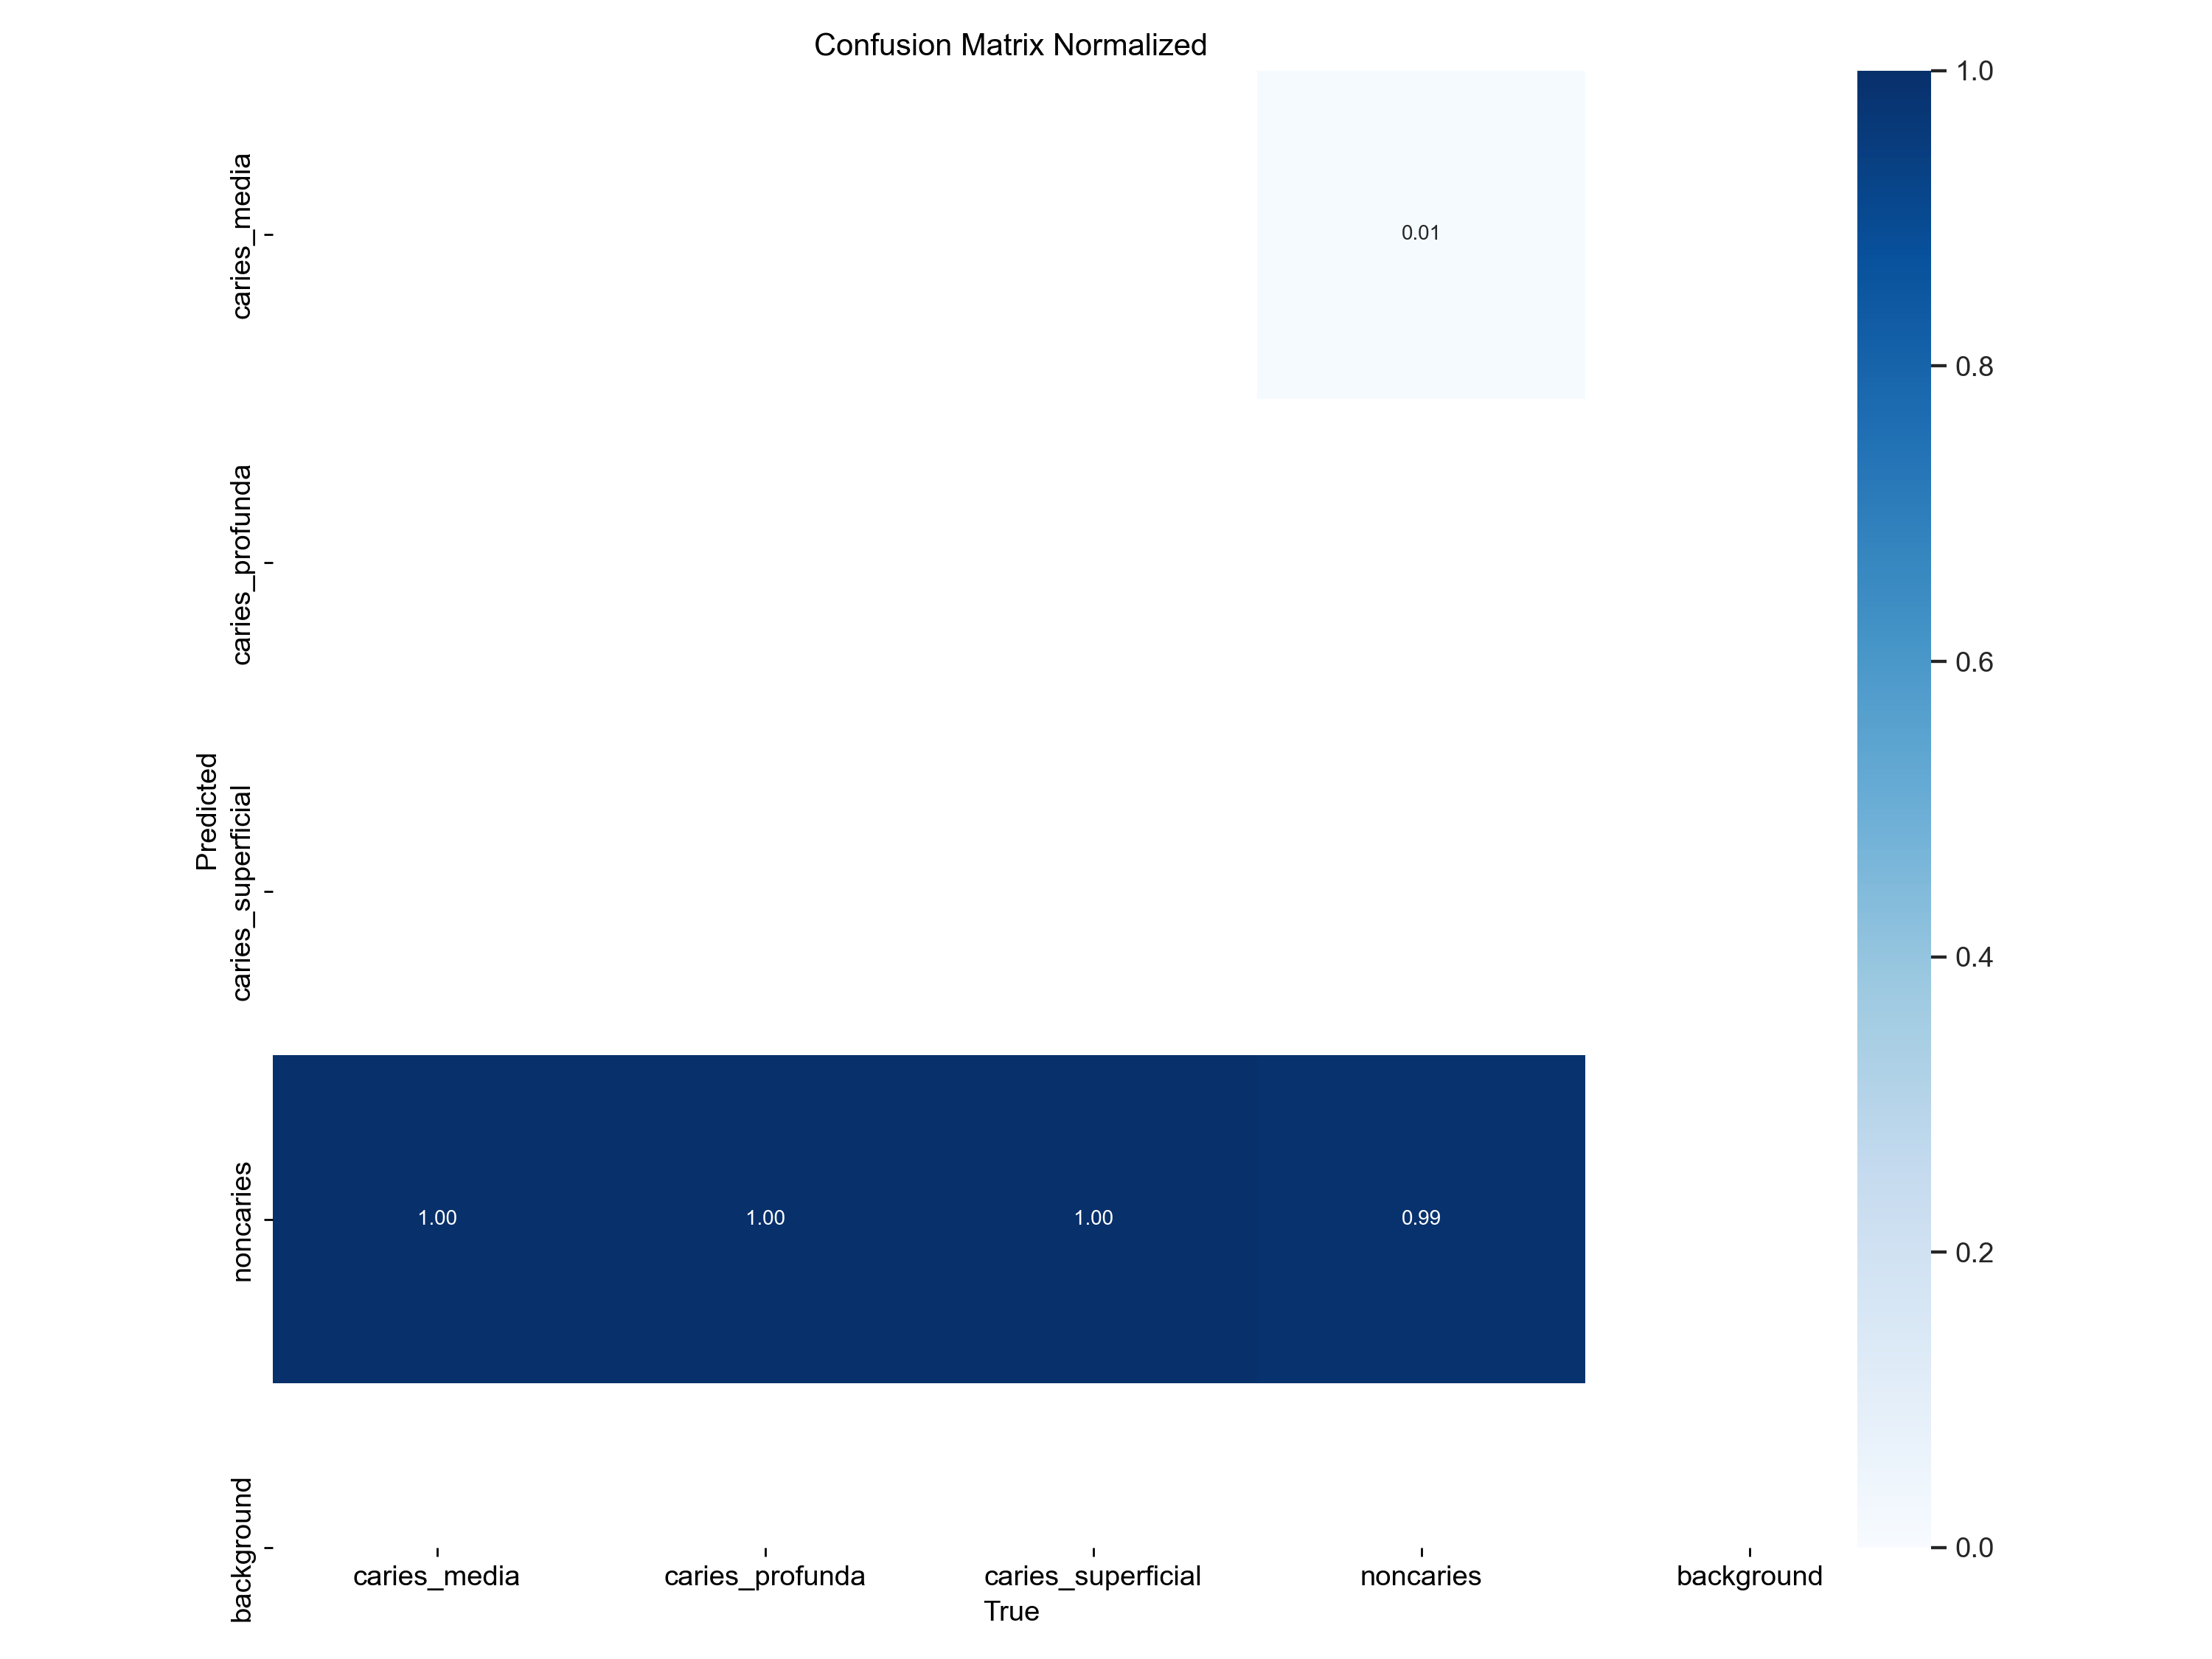 Confusion Matrix Normalized
Predicted
caries_media
caries_profunda
caries_superficial
noncaries
background
0.01
1.00 1.00 1.00 0.99
caries_media caries_profunda caries_superficial noncaries background
True
1.0
0.8
0.6
0.4
0.2
0.0